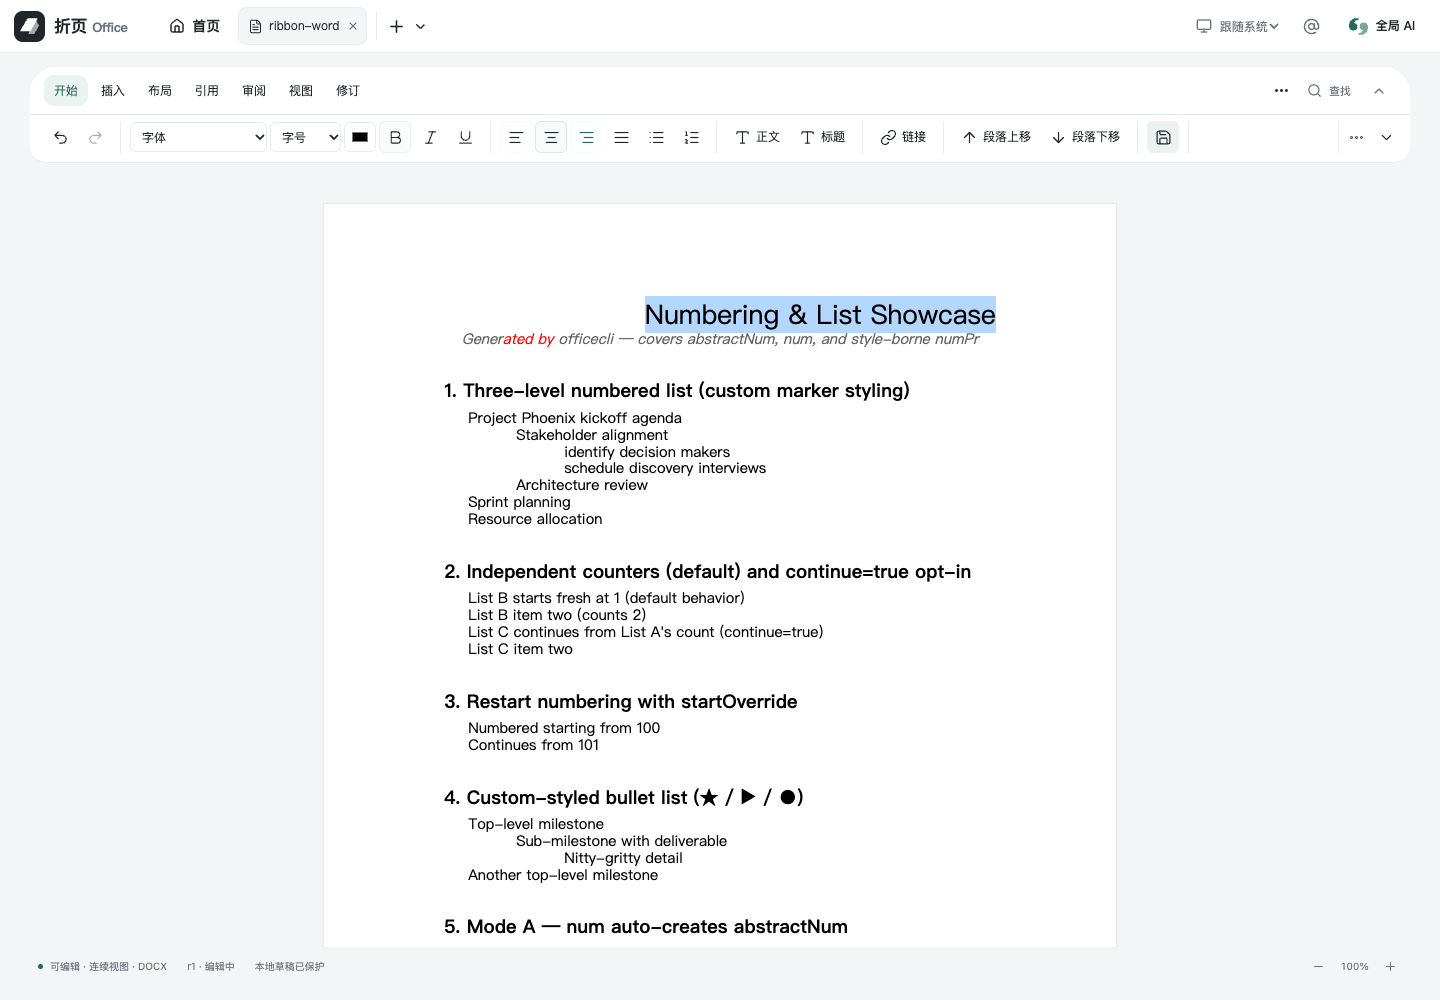 折页 Office
首页
ribbon-word
跟随系统
全局 AI
开始 插入 布局 引用 审阅 视图 修订
查找
字体 字号 B I U 正文 标题 链接 段落上移 段落下移
Numbering & List Showcase
Generated by officecli — covers abstractNum, num, and style-borne numPr
1. Three-level numbered list (custom marker styling)
Project Phoenix kickoff agenda
Stakeholder alignment
identify decision makers
schedule discovery interviews
Architecture review
Sprint planning
Resource allocation
2. Independent counters (default) and continue=true opt-in
List B starts fresh at 1 (default behavior)
List B item two (counts 2)
List C continues from List A's count (continue=true)
List C item two
3. Restart numbering with startOverride
Numbered starting from 100
Continues from 101
4. Custom-styled bullet list (★ / ▶ / ●)
Top-level milestone
Sub-milestone with deliverable
Nitty-gritty detail
Another top-level milestone
5. Mode A — num auto-creates abstractNum
可编辑 · 连续视图 · DOCX r1 · 编辑中 本地草稿已保护
100%